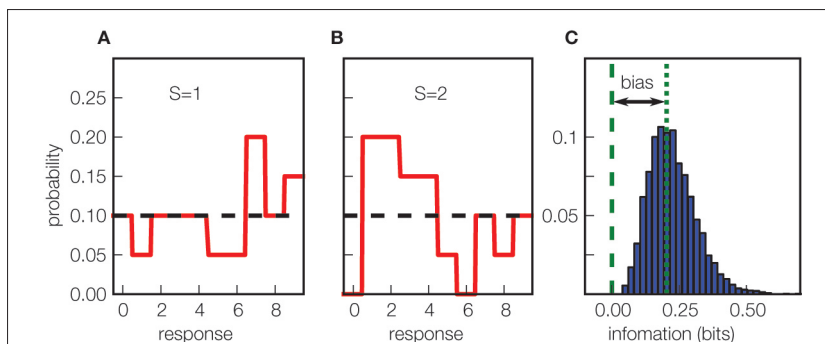 A
B
C
S=1
S=2
bias
probability
0.25
0.20
0.15
0.10
0.05
0.00
0.1
0.05
0 2 4 6 8
0 2 4 6 8
0.00 0.25 0.50
response
response
infomation (bits)